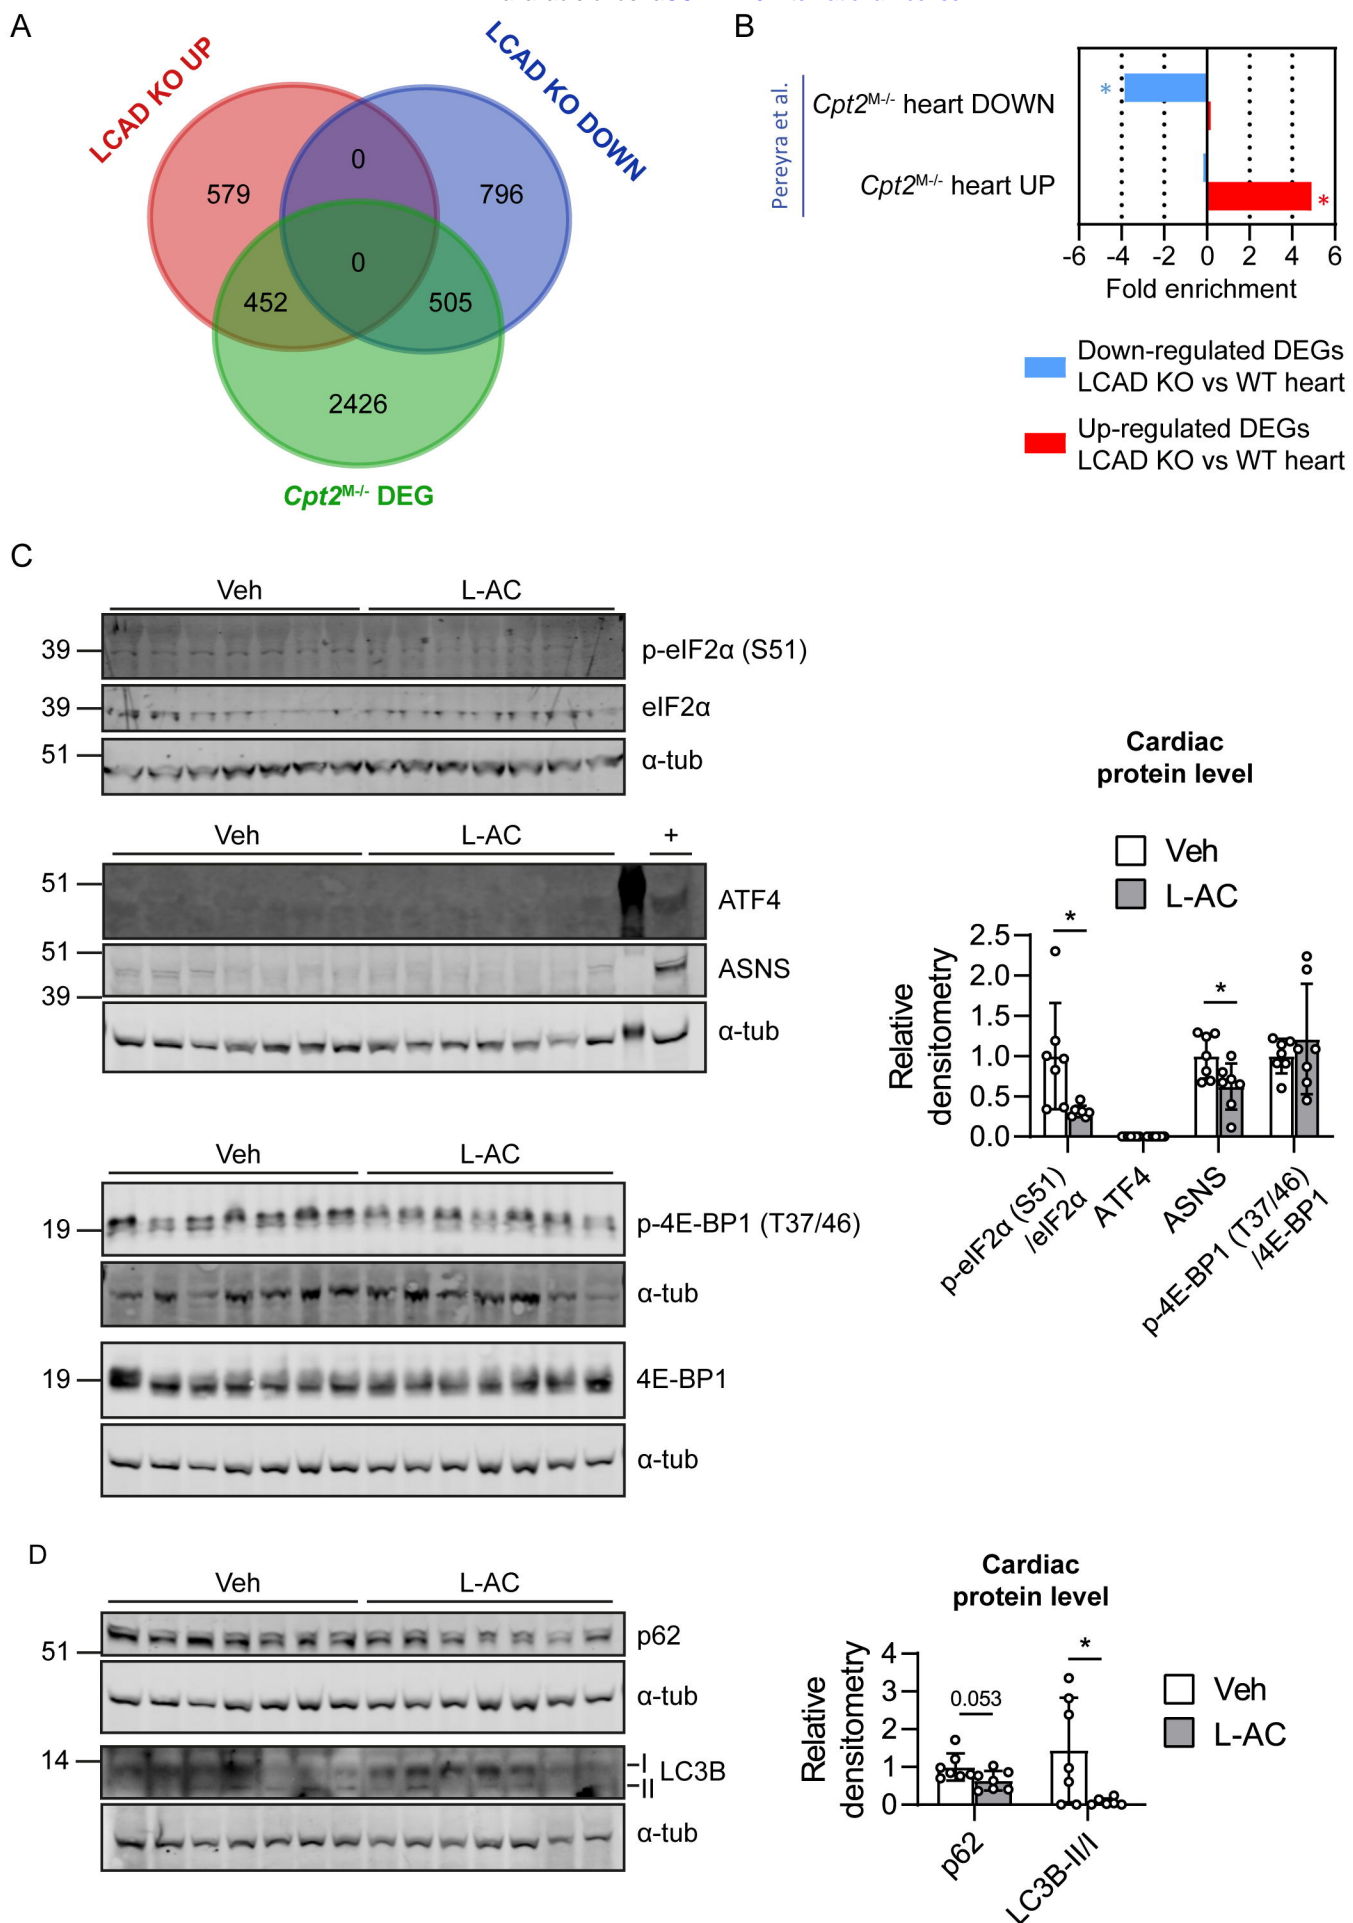 A
LCAD KO UP
LCAD KO DOWN
0
579
796
0
452
505
2426
Cpt2M-/- DEG
B
Pereyra et al.
Cpt2M-/- heart DOWN
*
Cpt2M-/- heart UP
*
-6 -4 -2 0 2 4 6
Fold enrichment
Down-regulated DEGs
LCAD KO vs WT heart
Up-regulated DEGs
LCAD KO vs WT heart
C
Veh L-AC
39 p-eIF2α (S51)
39 eIF2α
51 α-tub
Veh L-AC +
51 ATF4
51 ASNS
39
α-tub
Veh L-AC
19 p-4E-BP1 (T37/46)
α-tub
19 4E-BP1
α-tub
Cardiac
protein level
Veh
L-AC
Relative
densitometry
2.5
2.0
1.5
1.0
0.5
0.0
*
*
p-eIF2α (S51)
/eIF2α
ATF4
ASNS
p-4E-BP1 (T37/46)
/4E-BP1
D
Veh L-AC
51 p62
α-tub
14 I
LC3B
II
α-tub
Cardiac
protein level
Relative
densitometry
4
3
2
1
0
0.053
*
p62
LC3B-II/I
Veh
L-AC